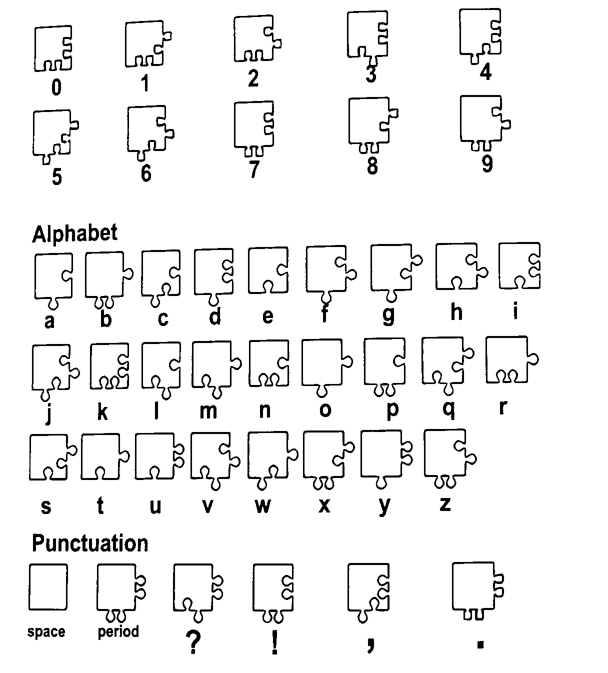 0 1 2 3 4
5 6 7 8 9
Alphabet
a b c d e f g h i
j k l m n o p q r
s t u v w x y z
Punctuation
space period ? ! , .